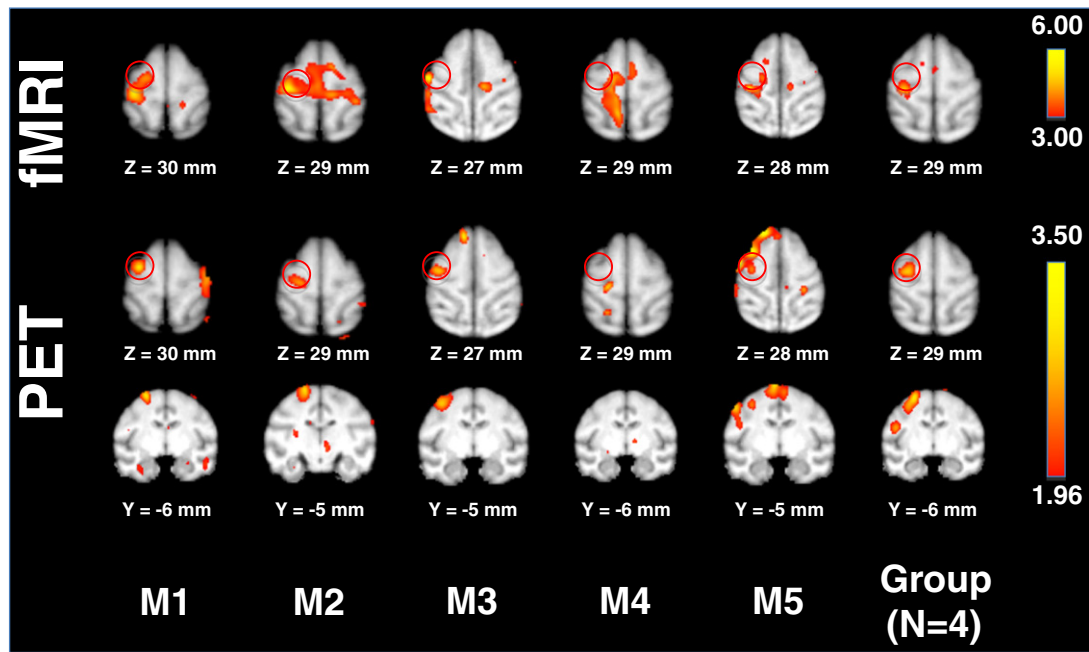 fMRI
6.00
3.00
Z = 30 mm
Z = 29 mm
Z = 27 mm
Z = 29 mm
Z = 28 mm
Z = 29 mm
PET
3.50
1.96
Z = 30 mm
Z = 29 mm
Z = 27 mm
Z = 29 mm
Z = 28 mm
Z = 29 mm
Y = -6 mm
Y = -5 mm
Y = -5 mm
Y = -6 mm
Y = -5 mm
Y = -6 mm
M1
M2
M3
M4
M5
Group
(N=4)